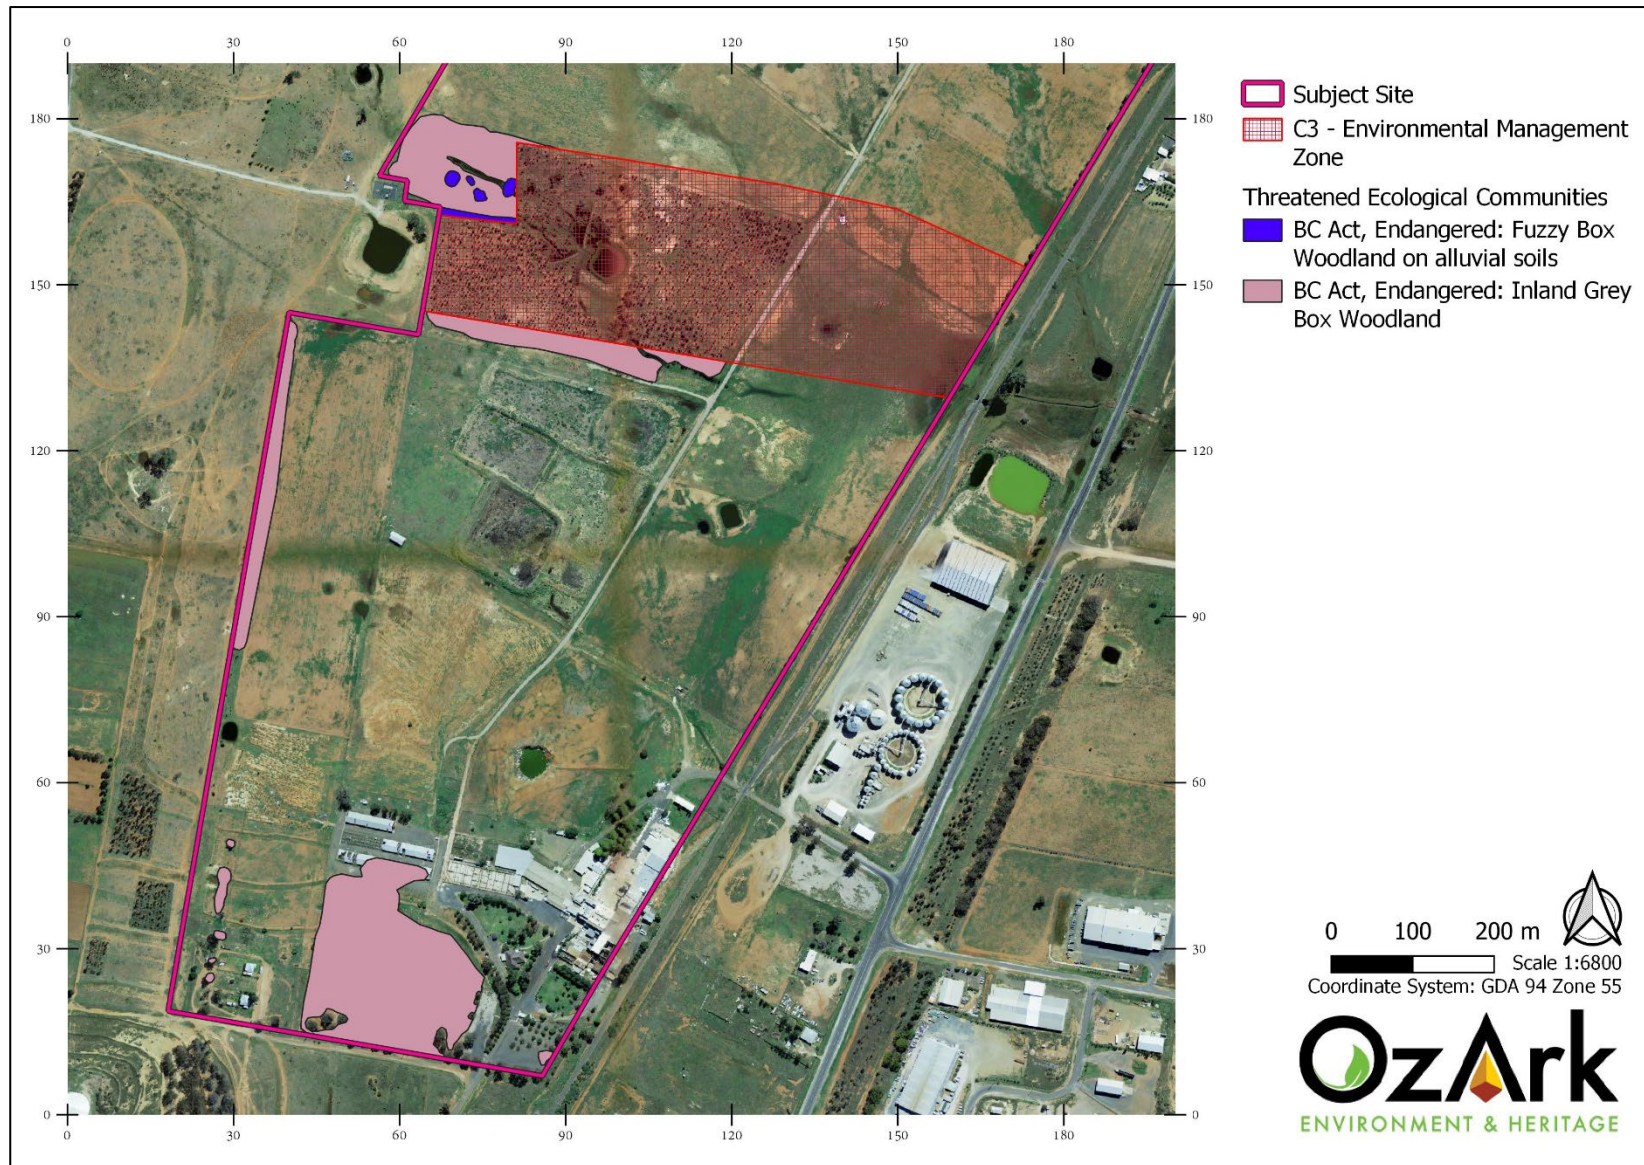 0 30 60 90 120 150 180
180 180
150 150
120 120
90 90
60 60
30 30
0 0
0 30 60 90 120 150 180
Subject Site
C3 - Environmental Management
Zone
Threatened Ecological Communities
BC Act, Endangered: Fuzzy Box
Woodland on alluvial soils
BC Act, Endangered: Inland Grey
Box Woodland
0 100 200 m
Scale 1:6800
Coordinate System: GDA 94 Zone 55
OzArk
ENVIRONMENT & HERITAGE